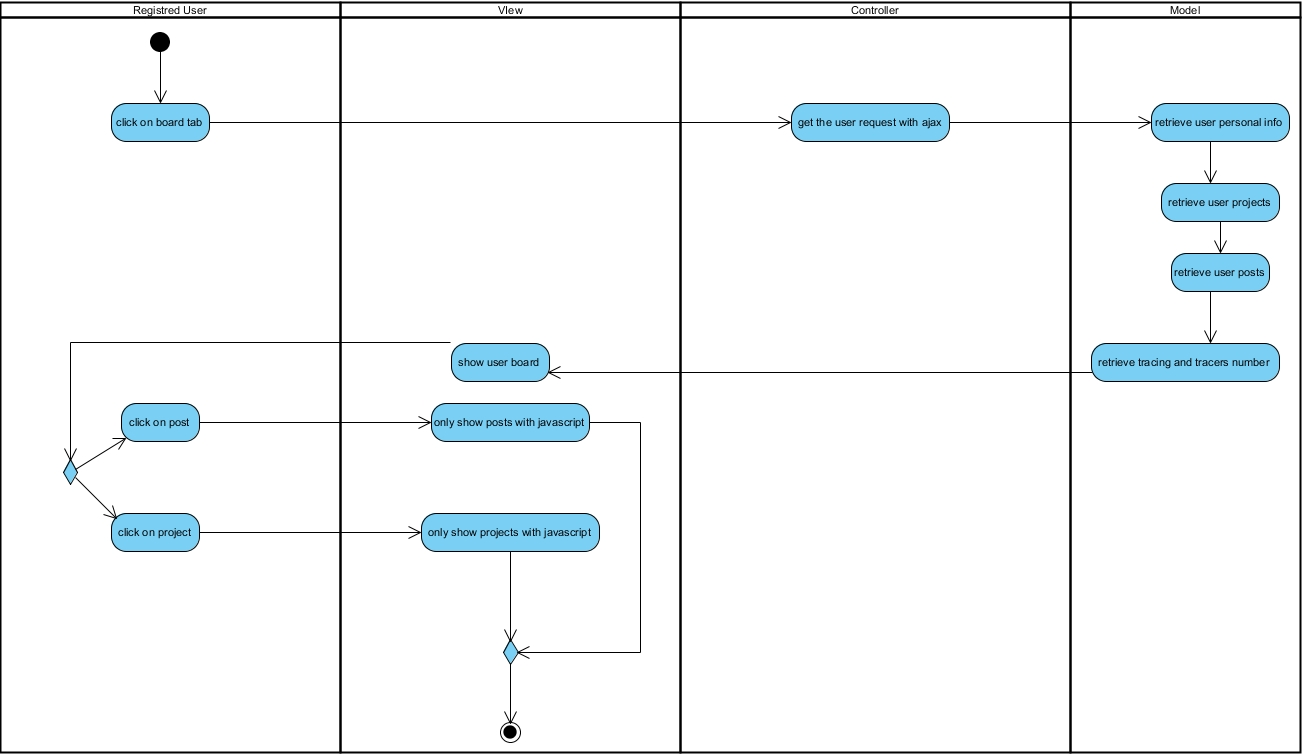 Registred User
VIew
Controller
Model
click on board tab
get the user request with ajax
retrieve user personal info
retrieve user projects
retrieve user posts
show user board
retrieve tracing and tracers number
click on post
only show posts with javascript
click on project
only show projects with javascript